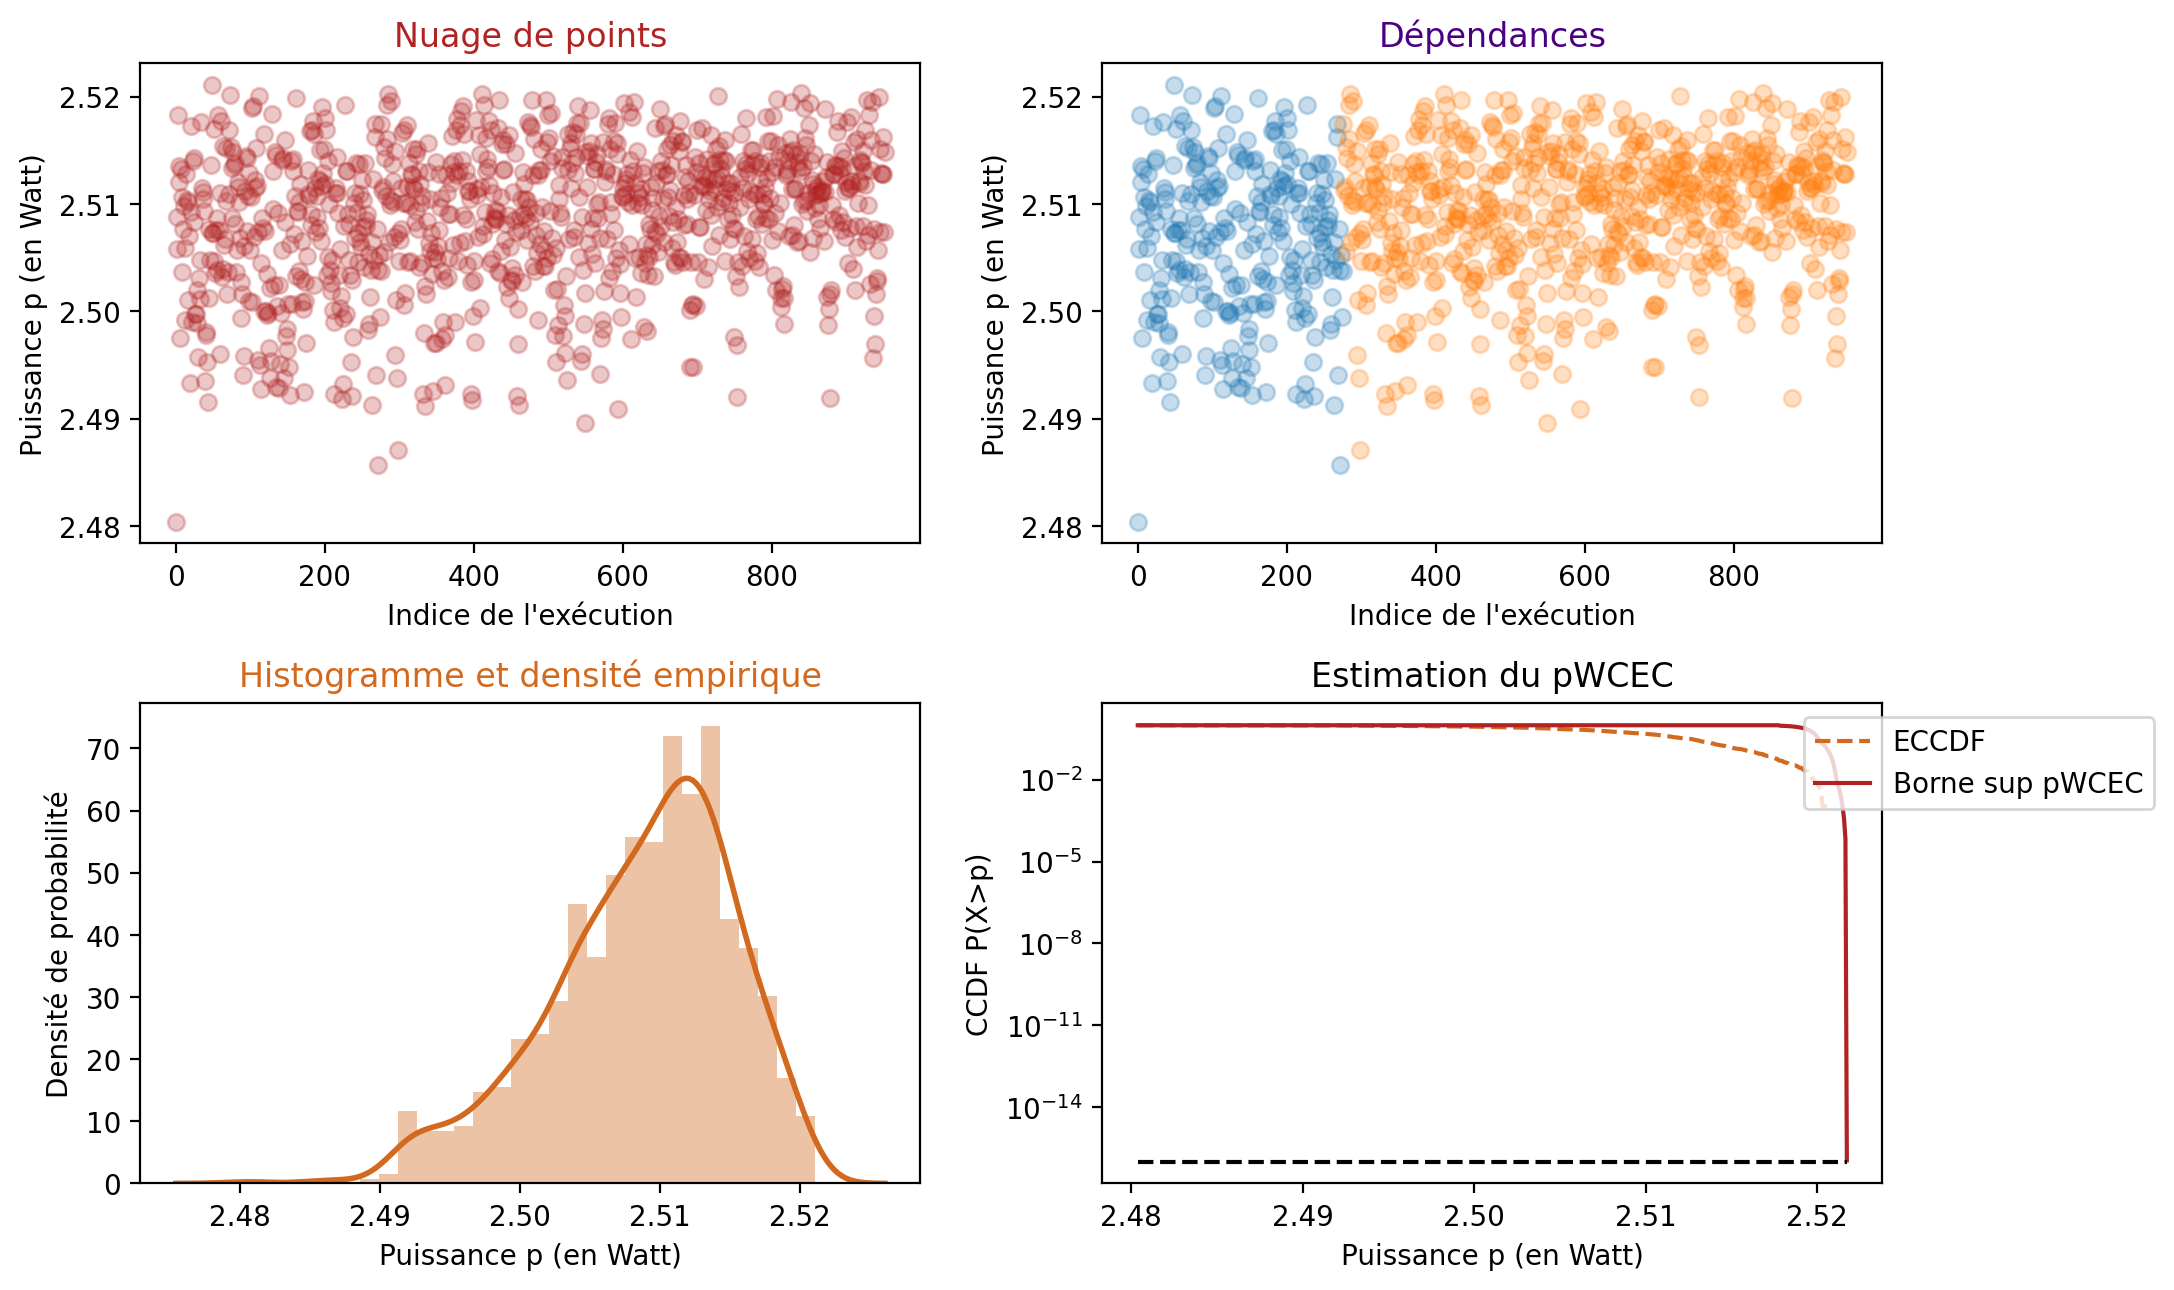 Nuage de points
Puissance p (en Watt)
2.52
2.51
2.50
2.49
2.48
0 200 400 600 800
Indice de l'exécution
Dépendances
Puissance p (en Watt)
2.52
2.51
2.50
2.49
2.48
0 200 400 600 800
Indice de l'exécution
Histogramme et densité empirique
Densité de probabilité
70
60
50
40
30
20
10
0
2.48 2.49 2.50 2.51 2.52
Puissance p (en Watt)
Estimation du pWCEC
CCDF P(X>p)
10⁻²
10⁻⁵
10⁻⁸
10⁻¹¹
10⁻¹⁴
ECCDF
Borne sup pWCEC
2.48 2.49 2.50 2.51 2.52
Puissance p (en Watt)